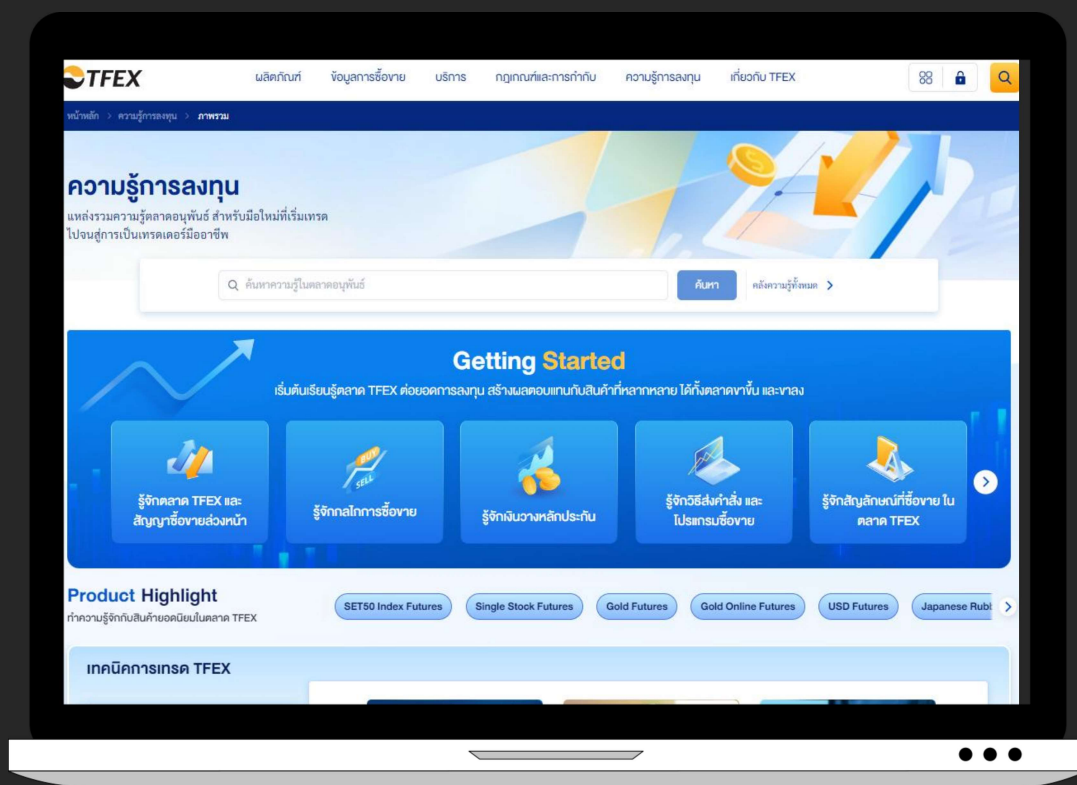 TFEX
ผลิตภัณฑ์ ข้อมูลการซื้อขาย บริการ กฎเกณฑ์และการกำกับ ความรู้การลงทุน เกี่ยวกับ TFEX
หน้าหลัก > ความรู้การลงทุน > ภาพรวม
ความรู้การลงทุน
แหล่งรวมความรู้ตลาดอนุพันธ์ สำหรับมือใหม่ที่เริ่มเทรด
ไปจนสู่การเป็นเทรดเดอร์มืออาชีพ
ค้นหาความรู้ในตลาดอนุพันธ์ ค้นหา คลังความรู้ทั้งหมด >
Getting Started
เริ่มต้นเรียนรู้ตลาด TFEX ต่อยอดการลงทุน สร้างผลตอบแทนกับสินค้าที่หลากหลาย ได้ทั้งตลาดขาขึ้น และขาลง
BUY
SELL
รู้จักตลาด TFEX และ
สัญญาซื้อขายล่วงหน้า
รู้จักกลไกการซื้อขาย
รู้จักเงินวางหลักประกัน
รู้จักวิธีส่งคำสั่ง และ
โปรแกรมซื้อขาย
รู้จักสัญลักษณ์ที่ซื้อขาย ใน
ตลาด TFEX
Product Highlight
ทำความรู้จักกับสินค้ายอดนิยมในตลาด TFEX
SET50 Index Futures Single Stock Futures Gold Futures Gold Online Futures USD Futures Japanese Rub
เทคนิคการเทรด TFEX